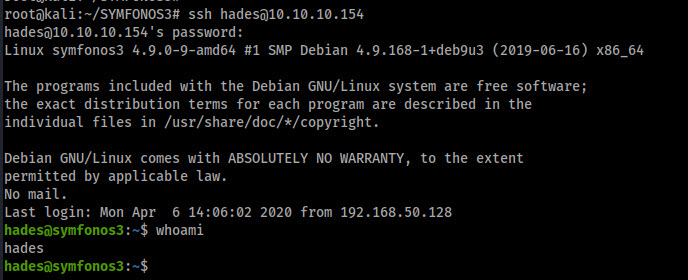 root@kali:~/SYMFONOS3# ssh hades@10.10.10.154
hades@10.10.10.154's password:
Linux symfonos3 4.9.0-9-amd64 #1 SMP Debian 4.9.168-1+deb9u3 (2019-06-16) x86_64

The programs included with the Debian GNU/Linux system are free software;
the exact distribution terms for each program are described in the
individual files in /usr/share/doc/*/copyright.

Debian GNU/Linux comes with ABSOLUTELY NO WARRANTY, to the extent
permitted by applicable law.
No mail.
Last login: Mon Apr  6 14:06:02 2020 from 192.168.50.128
hades@symfonos3:~$ whoami
hades
hades@symfonos3:~$